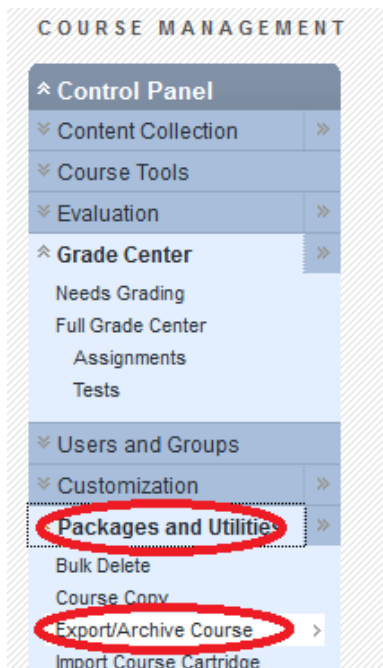 COURSE MANAGEMENT
Control Panel
Content Collection
Course Tools
Evaluation
Grade Center
Needs Grading
Full Grade Center
Assignments
Tests
Users and Groups
Customization
Packages and Utilities
Bulk Delete
Course Copy
Export/Archive Course
Import Course Cartridge